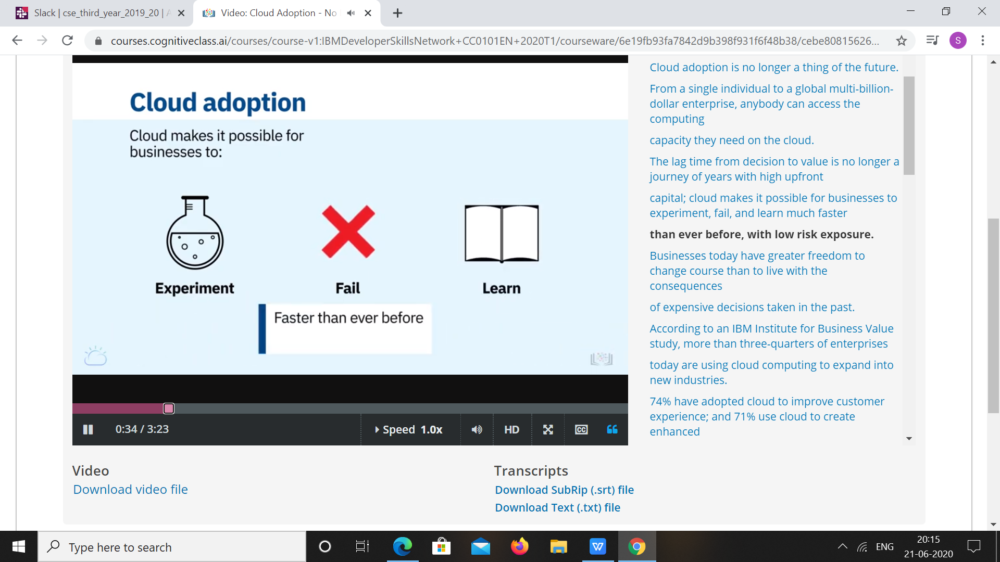 Slack | cse_third_year_2019_20 | A
Video: Cloud Adoption - No
courses.cognitiveclass.ai/courses/course-v1:IBMDeveloperSkillsNetwork+CC0101EN+2020T1/courseware/6e19fb93fa7842d9b398f931f6f48b38/cebe80815626...
S
Cloud adoption
Cloud makes it possible for
businesses to:
Experiment
Fail
Learn
Faster than ever before
0:34 / 3:23
Speed 1.0x
HD
CC
Cloud adoption is no longer a thing of the future.
From a single individual to a global multi-billion-
dollar enterprise, anybody can access the
computing
capacity they need on the cloud.
The lag time from decision to value is no longer a
journey of years with high upfront
capital; cloud makes it possible for businesses to
experiment, fail, and learn much faster
than ever before, with low risk exposure.
Businesses today have greater freedom to
change course than to live with the
consequences
of expensive decisions taken in the past.
According to an IBM Institute for Business Value
study, more than three-quarters of enterprises
today are using cloud computing to expand into
new industries.
74% have adopted cloud to improve customer
experience; and 71% use cloud to create
enhanced
Video
Download video file
Transcripts
Download SubRip (.srt) file
Download Text (.txt) file
Type here to search
W
ENG
20:15
21-06-2020